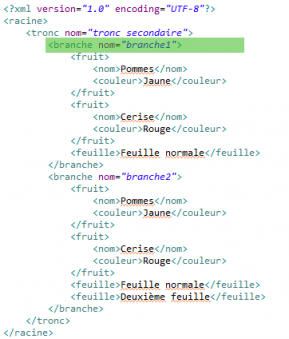 <?xml version="1.0" encoding="UTF-8"?>
<racine>
<tronc nom="tronc secondaire">
<branche nom="branche1">
<fruit>
<nom>Pommes</nom>
<couleur>Jaune</couleur>
</fruit>
<fruit>
<nom>Cerise</nom>
<couleur>Rouge</couleur>
</fruit>
<feuille>Feuille normale</feuille>
</branche>
<branche nom="branche2">
<fruit>
<nom>Pommes</nom>
<couleur>Jaune</couleur>
</fruit>
<fruit>
<nom>Cerise</nom>
<couleur>Rouge</couleur>
</fruit>
<feuille>Feuille normale</feuille>
<feuille>Deuxième feuille</feuille>
</branche>
</tronc>
</racine>